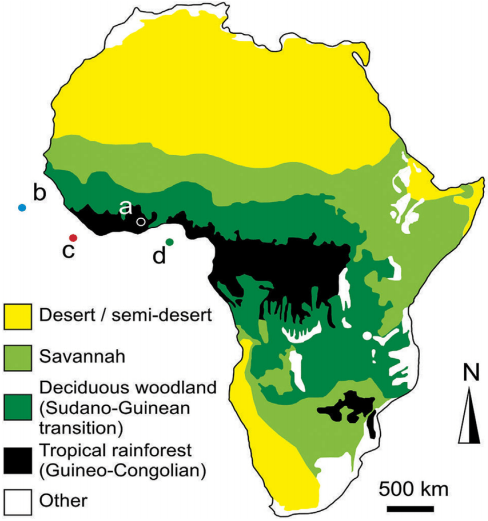 b
a
c
d
Desert / semi-desert
Savannah
Deciduous woodland
(Sudano-Guinean
transition)
Tropical rainforest
(Guineo-Congolian)
Other
N
500 km